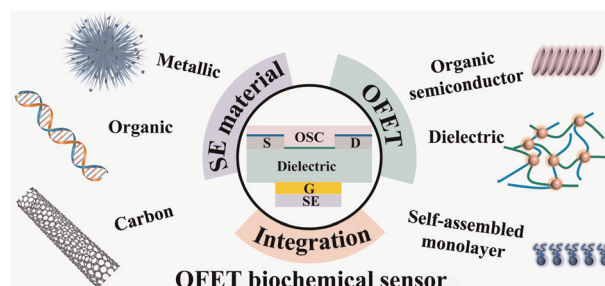 Metallic
Organic
Carbon
SE material
OFET
Integration
OSC
S
D
Dielectric
G
SE
Organic
semiconductor
Dielectric
Self-assembled
monolayer
OFET biochemical sensor